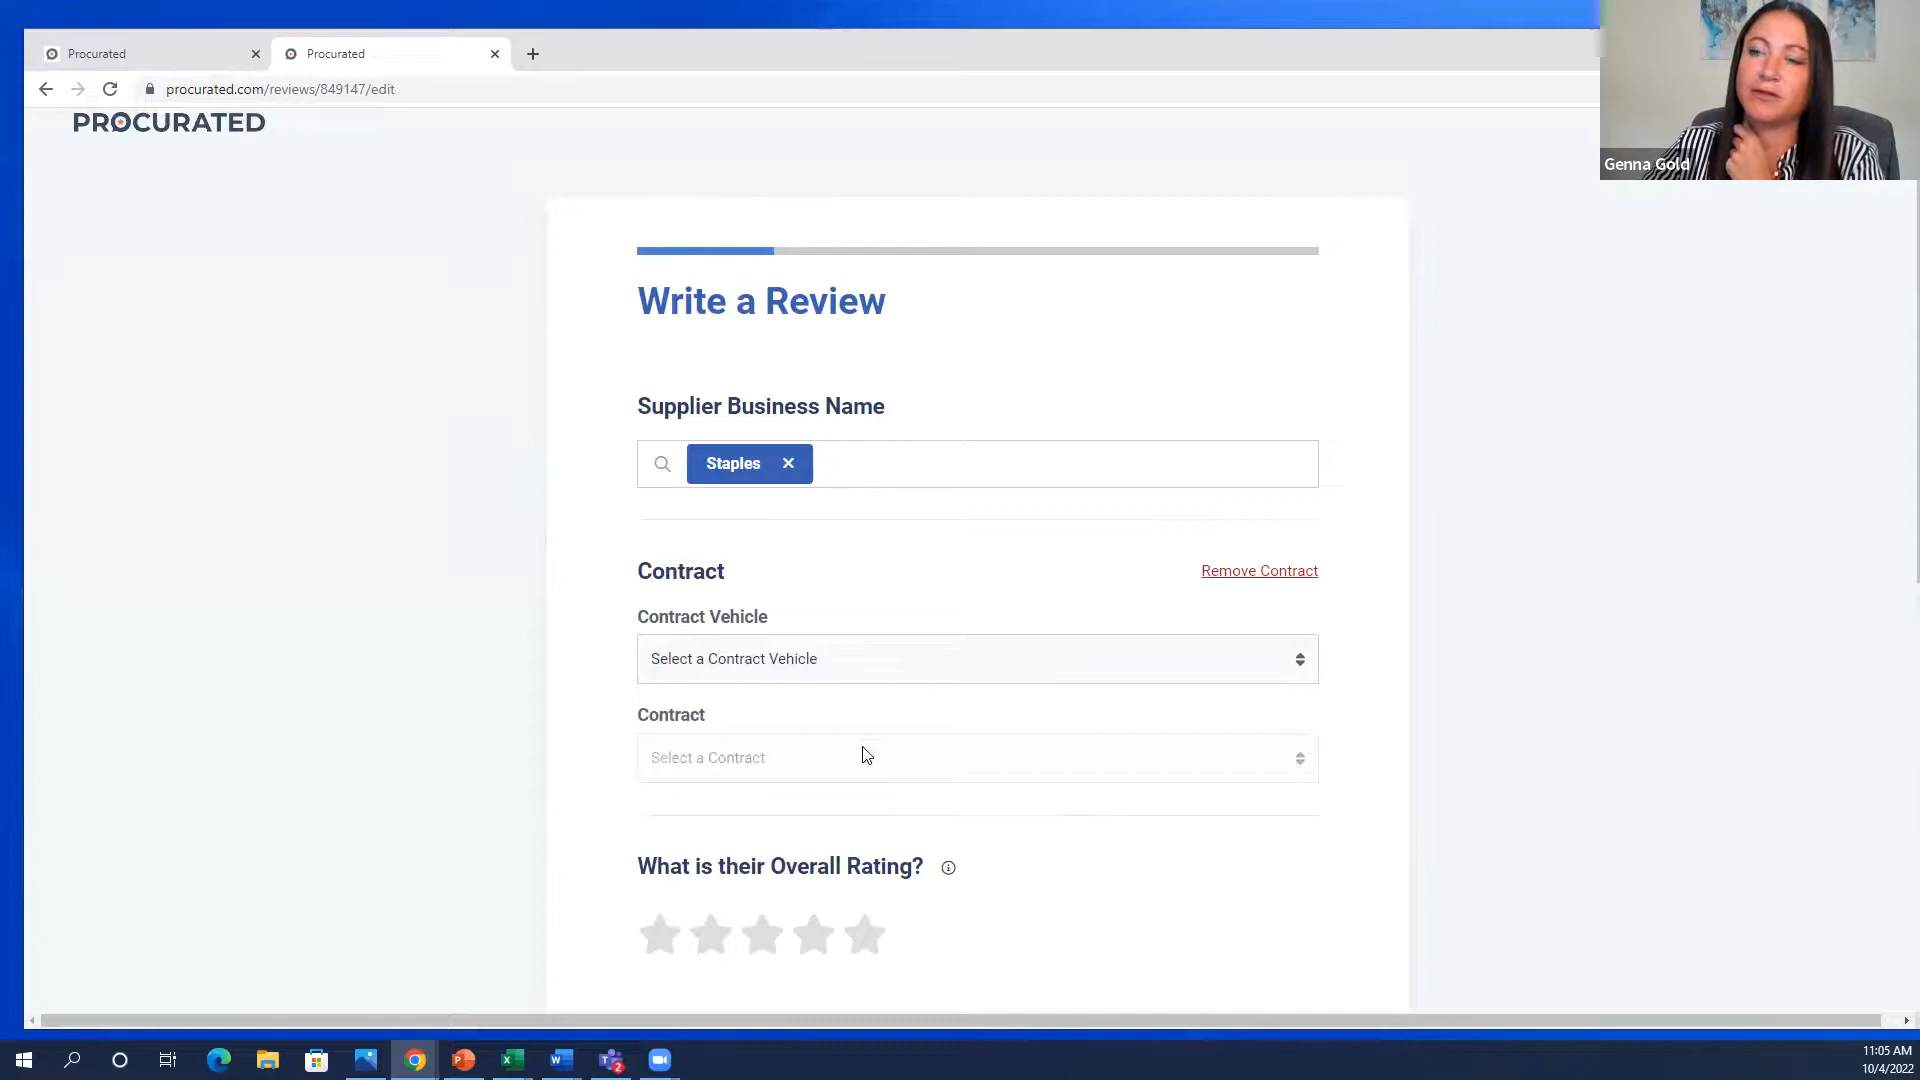 Procurated
Procurated
procurated.com/reviews/849147/edit
PROCURATED
Genna Gold
Write a Review
Supplier Business Name
Staples
Contract
Remove Contract
Contract Vehicle
Select a Contract Vehicle
Contract
Select a Contract
What is their Overall Rating?
2
11:05 AM
10/4/2022